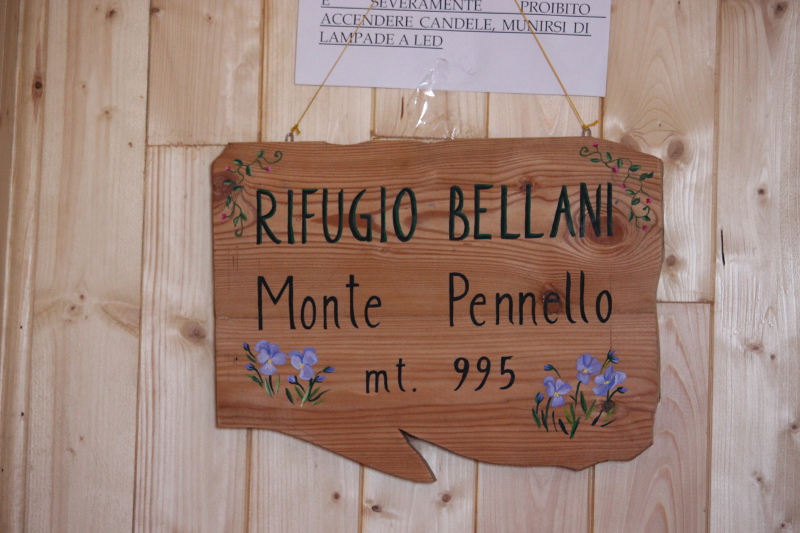 È SEVERAMENTE PROIBITO
ACCENDERE CANDELE, MUNIRSI DI
LAMPADE A LED
RIFUGIO BELLANI
Monte Pennello
mt. 995